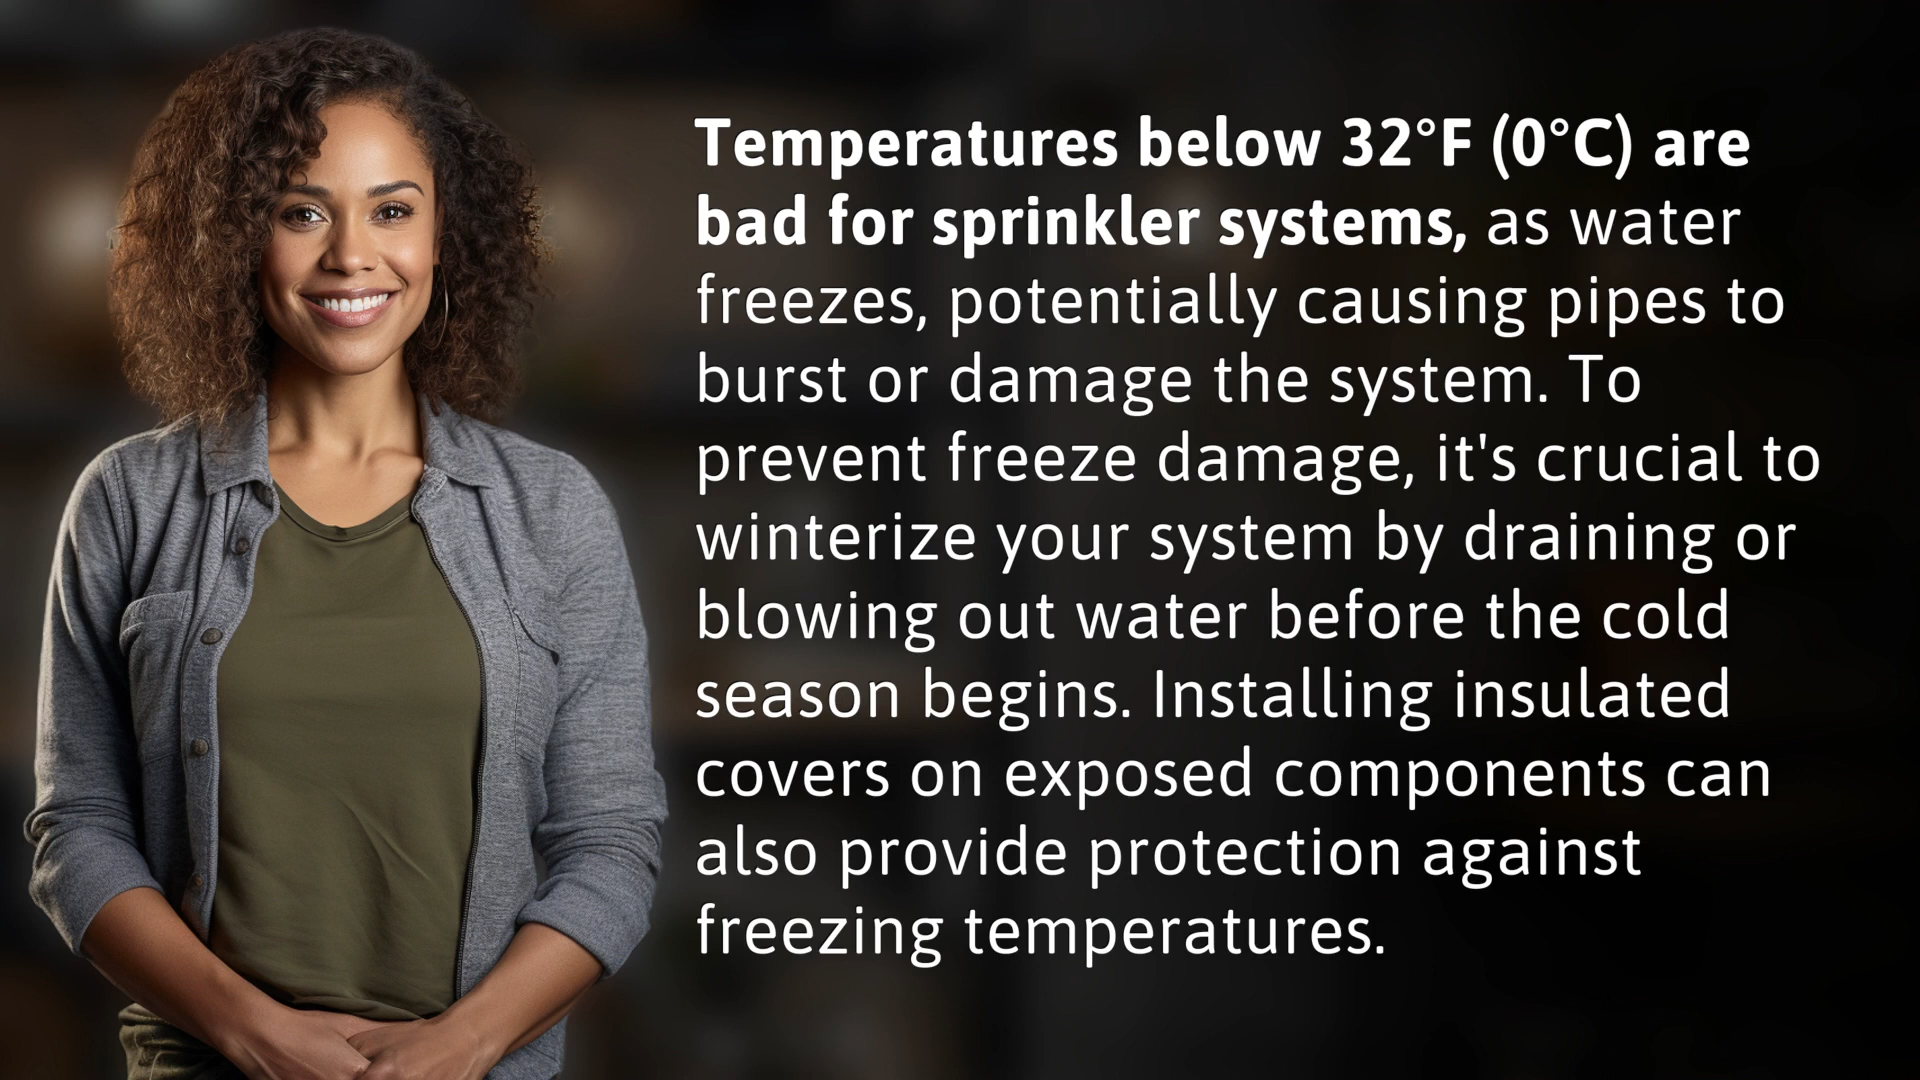 Temperatures below 32°F (0°C) are
bad for sprinkler systems, as water
freezes, potentially causing pipes to
burst or damage the system. To
prevent freeze damage, it's crucial to
winterize your system by draining or
blowing out water before the cold
season begins. Installing insulated
covers on exposed components can
also provide protection against
freezing temperatures.